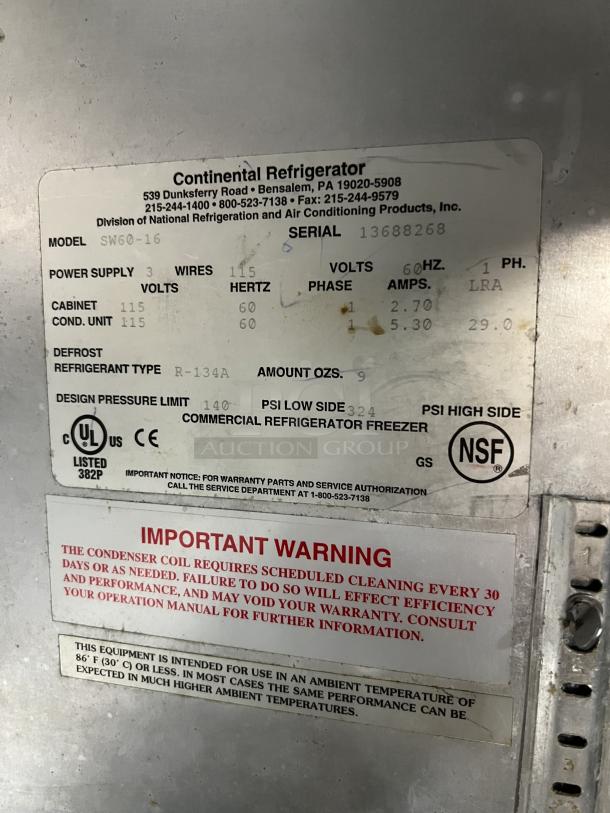 Continental Refrigerator
539 Dunksferry Road • Bensalem, PA 19020-5908
215-244-1400 • 800-523-7138 • Fax: 215-244-9579
Division of National Refrigeration and Air Conditioning Products, Inc.
MODEL SW60-16 SERIAL 13688268
POWER SUPPLY 3 WIRES 115 VOLTS 60 HZ. 1 PH.
VOLTS HERTZ PHASE AMPS. LRA
CABINET 115 60 1 2.70
COND. UNIT 115 60 1 5.30 29.0
DEFROST
REFRIGERANT TYPE R-134A AMOUNT OZS. 9
DESIGN PRESSURE LIMIT 140 PSI LOW SIDE 324 PSI HIGH SIDE
COMMERCIAL REFRIGERATOR FREEZER
AUCTION GROUP
C UL US CE
LISTED
382P
GS
NSF
®
IMPORTANT NOTICE: FOR WARRANTY PARTS AND SERVICE AUTHORIZATION
CALL THE SERVICE DEPARTMENT AT 1-800-523-7138
IMPORTANT WARNING
THE CONDENSER COIL REQUIRES SCHEDULED CLEANING EVERY 30
DAYS OR AS NEEDED. FAILURE TO DO SO WILL EFFECT EFFICIENCY
AND PERFORMANCE, AND MAY VOID YOUR WARRANTY. CONSULT
YOUR OPERATION MANUAL FOR FURTHER INFORMATION.
THIS EQUIPMENT IS INTENDED FOR USE IN AN AMBIENT TEMPERATURE OF
86° F (30° C) OR LESS. IN MOST CASES THE SAME PERFORMANCE CAN BE
EXPECTED IN MUCH HIGHER AMBIENT TEMPERATURES.
3